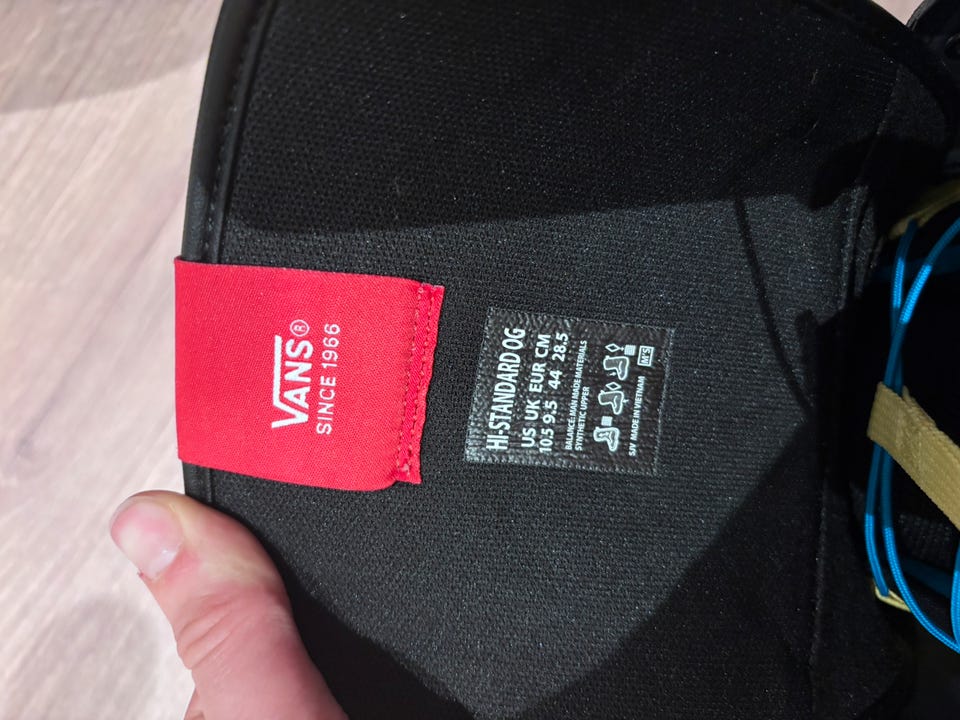 VANS®
SINCE 1966
HI-STANDARD OG
US UK EUR CM
10.5 9.5 44 28.5
BALANCE: MAN MADE MATERIALS
SYNTHETIC UPPER
M'S
SJV MADE IN VIETNAM